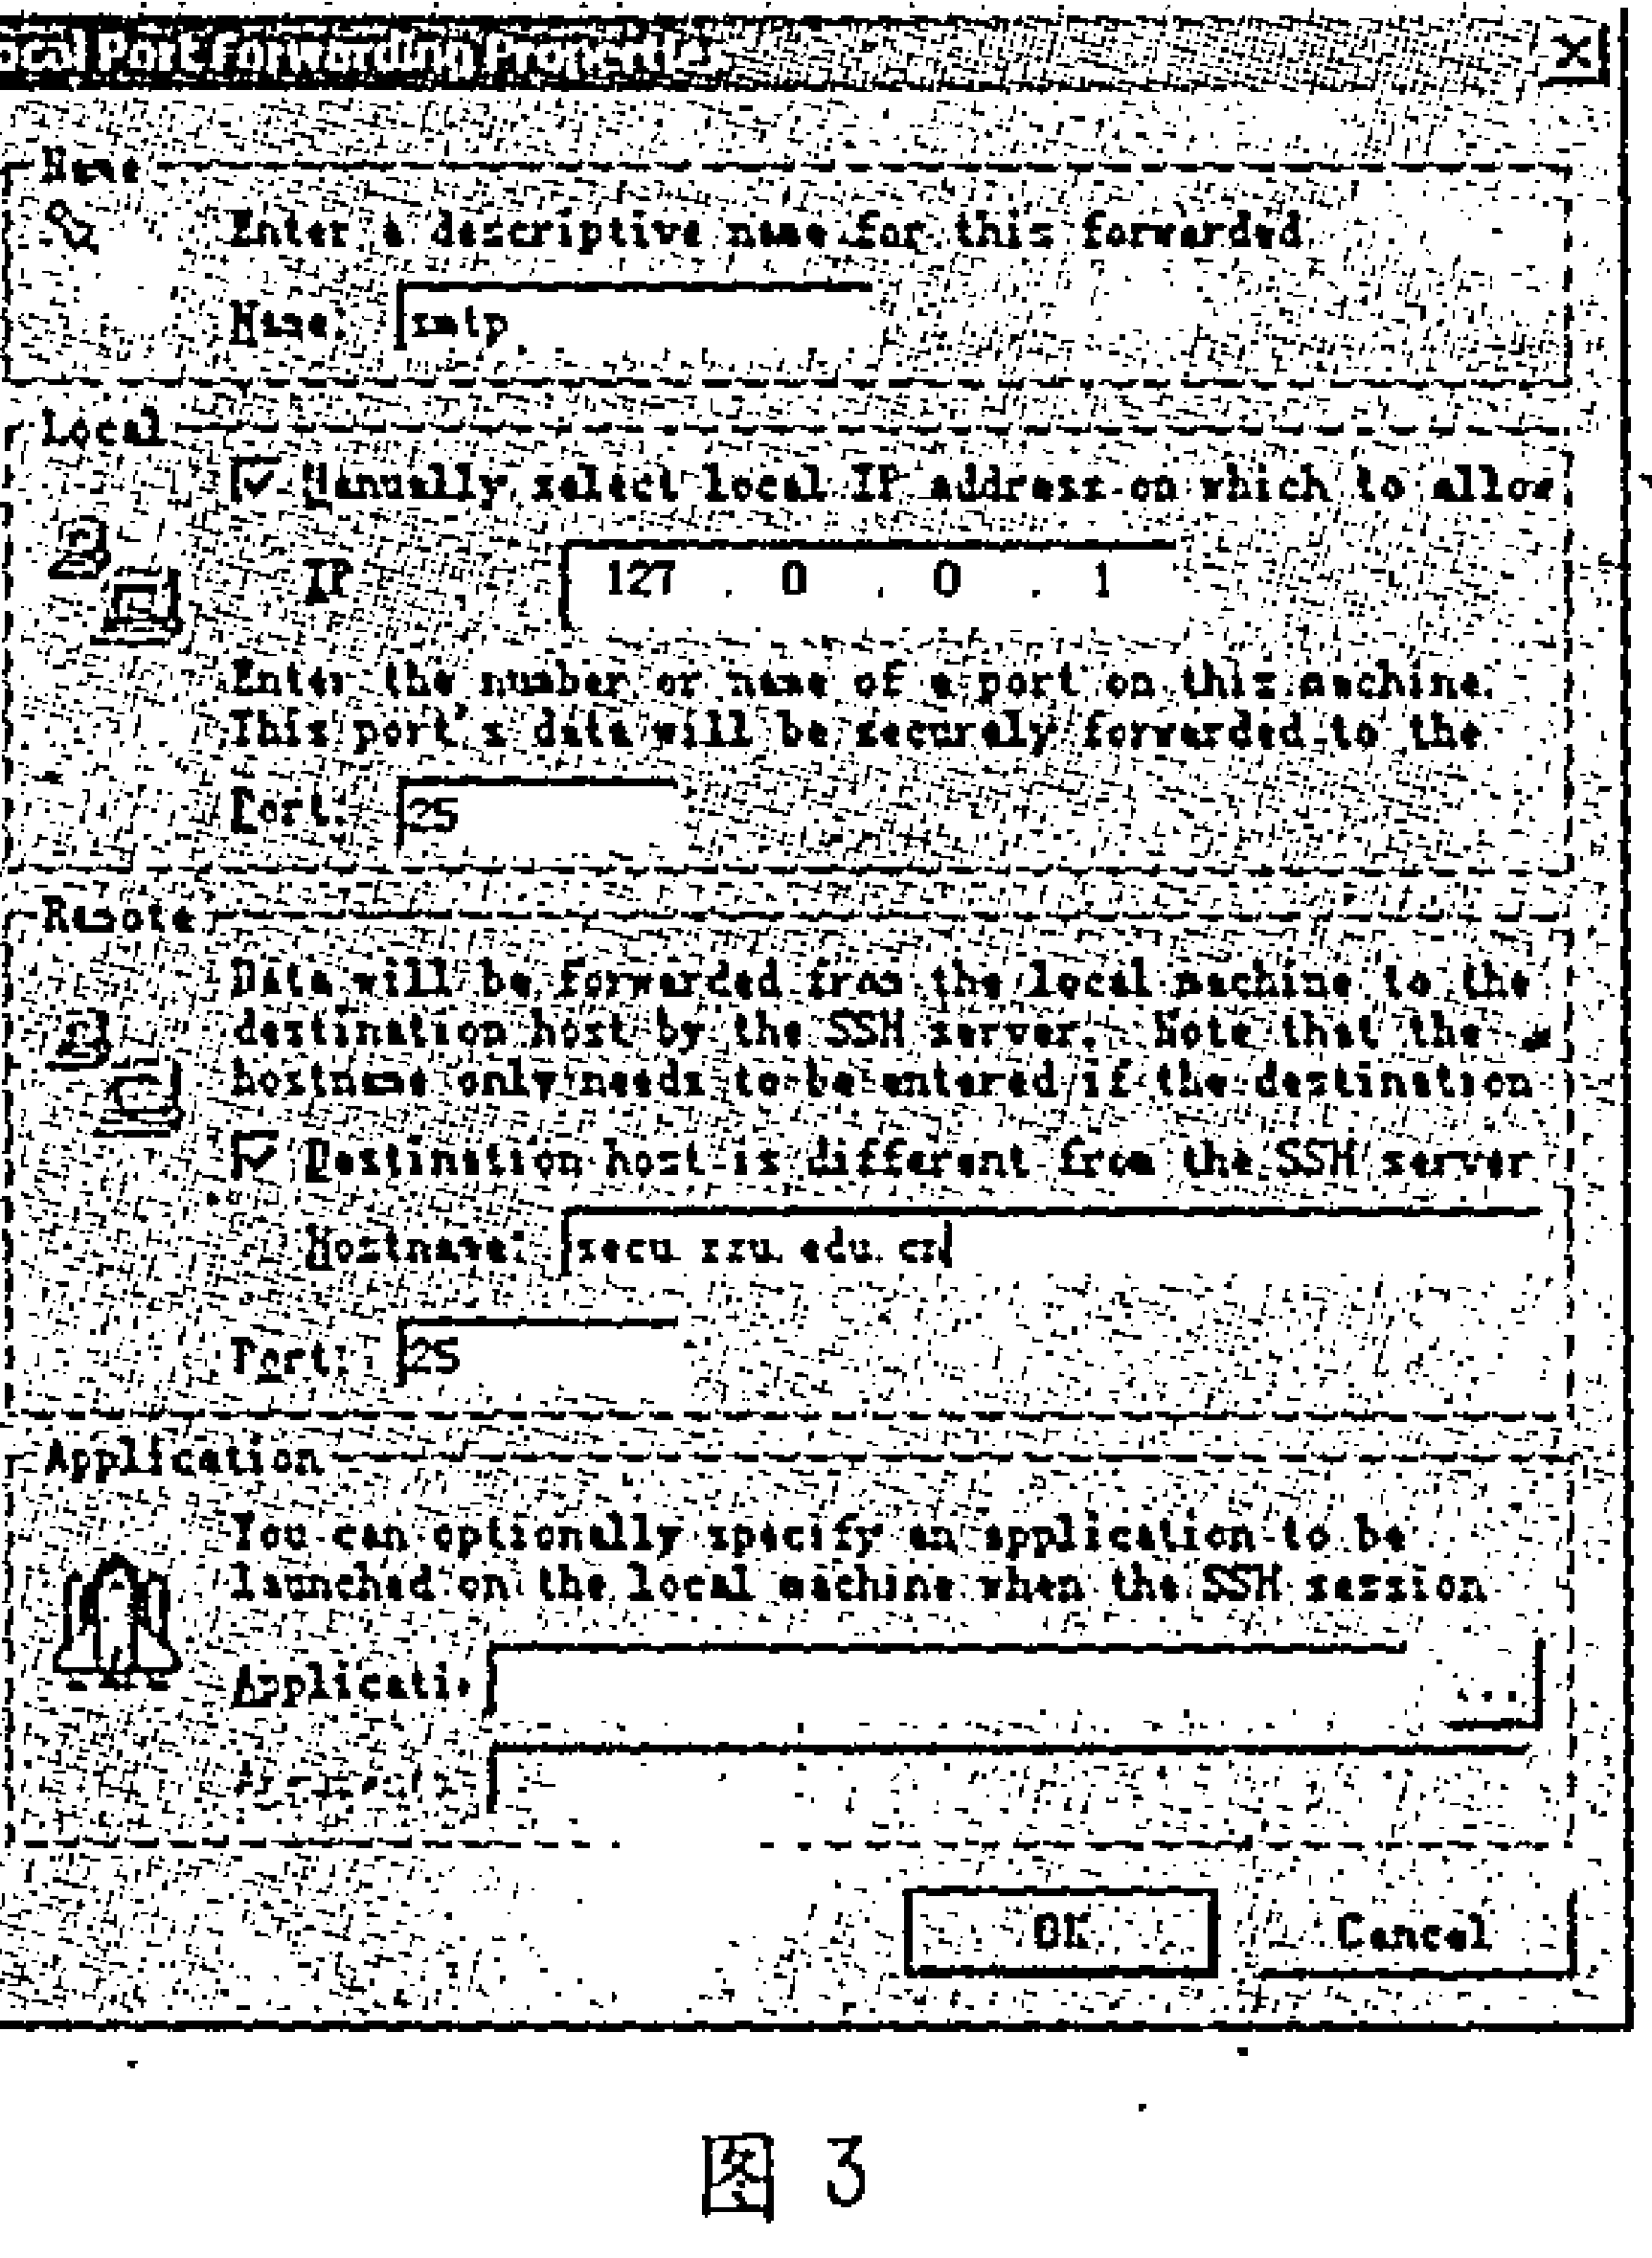 ocal Port Forwarding Properties
Name
Enter a descriptive name for this forwarded
Name: smtp
Local
Manually select local IP address on which to allow
IP 127 . 0 . 0 . 1
Enter the number or name of a port on this machine.
This port's data will be securely forwarded to the
Port: 25
Remote
Data will be forwarded from the local machine to the
destination host by the SSH server. Note that the
hostname only needs to be entered if the destination
Destination host is different from the SSH server
Hostname: secu. .edu.cn
Port: 25
Application
You can optionally specify an application to be
launched on the local machine when the SSH session
Applicati
...
OK Cancel
图 3